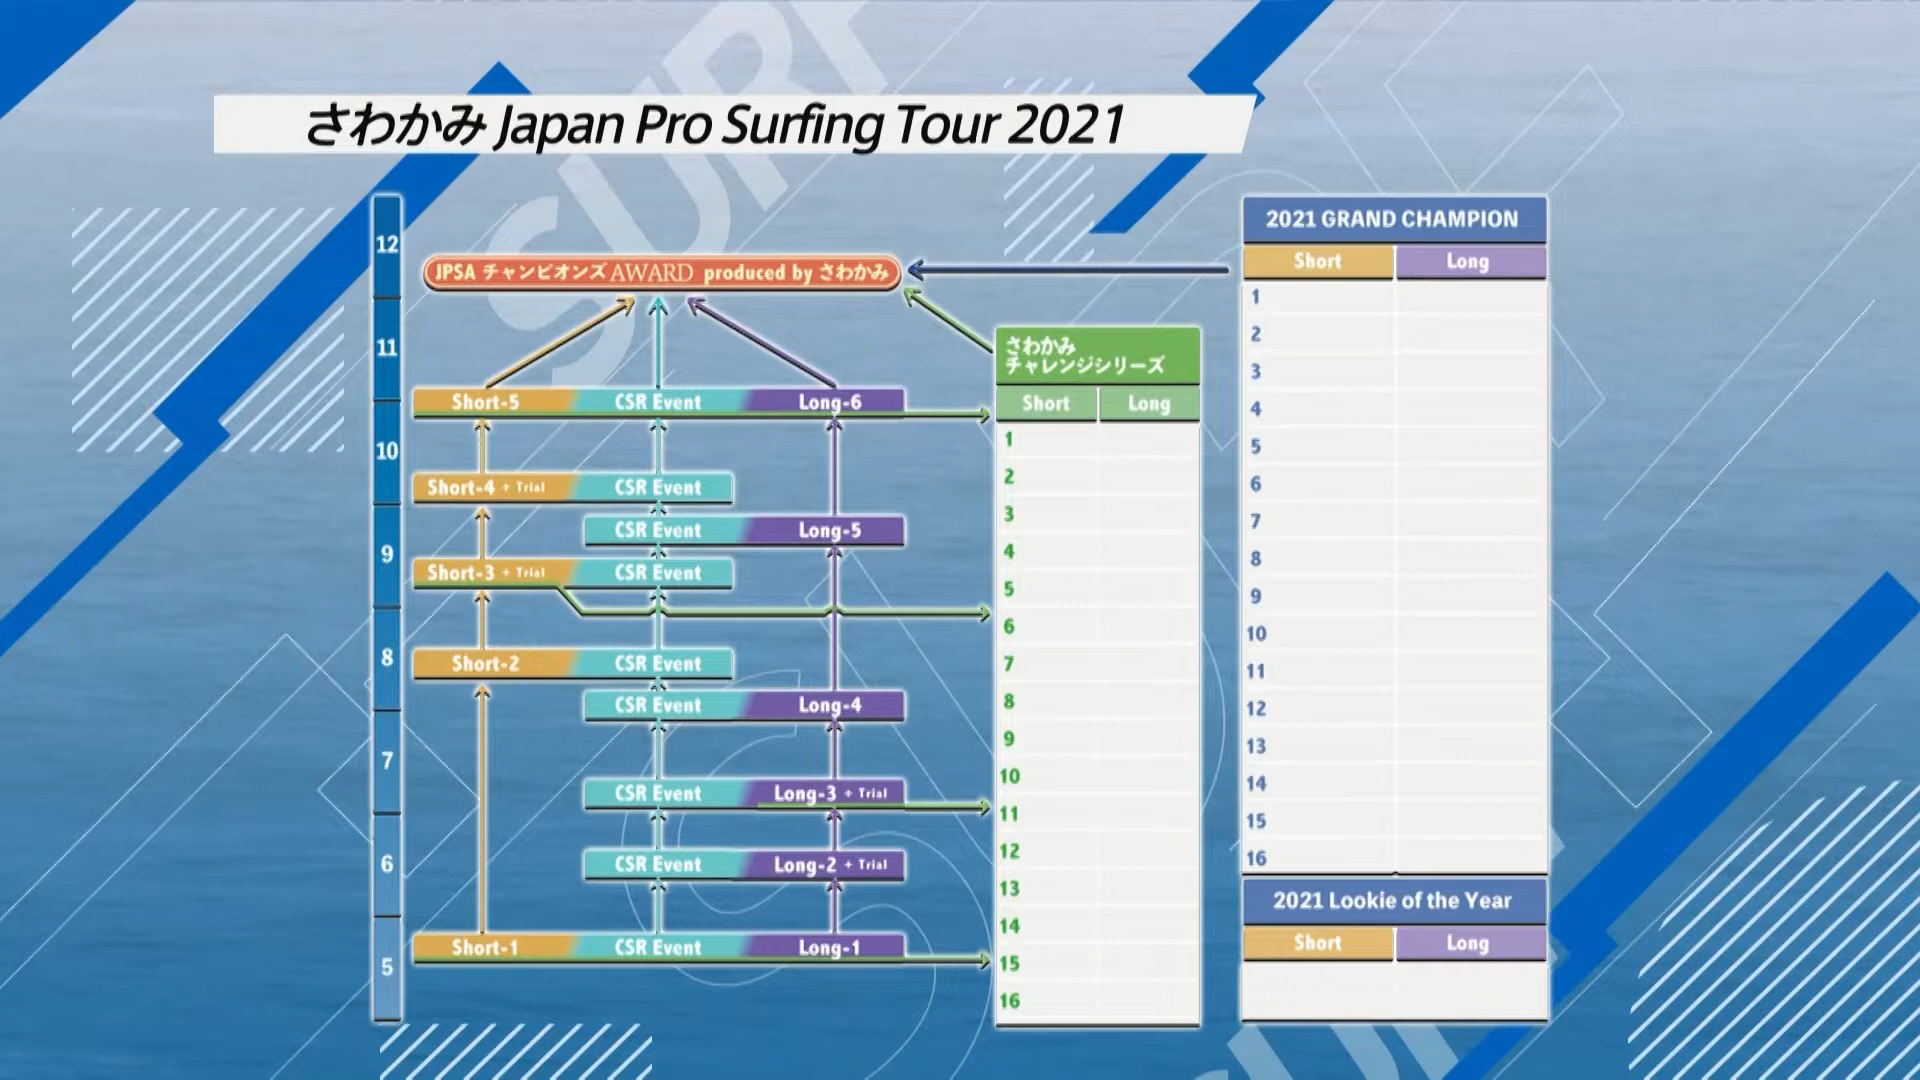 SURF
さわかみ Japan Pro Surfing Tour 2021
12
11
10
9
8
7
6
5
JPSA チャンピオンズ AWARD produced by さわかみ
Short-5 CSR Event Long-6
Short-4 + Trial CSR Event
CSR Event Long-5
Short-3 + Trial CSR Event
Short-2 CSR Event
CSR Event Long-4
CSR Event Long-3 + Trial
CSR Event Long-2 + Trial
Short-1 CSR Event Long-1
さわかみ
チャレンジシリーズ
Short Long
1
2
3
4
5
6
7
8
9
10
11
12
13
14
15
16
2021 GRAND CHAMPION
Short Long
1
2
3
4
5
6
7
8
9
10
11
12
13
14
15
16
2021 Lookie of the Year
Short Long